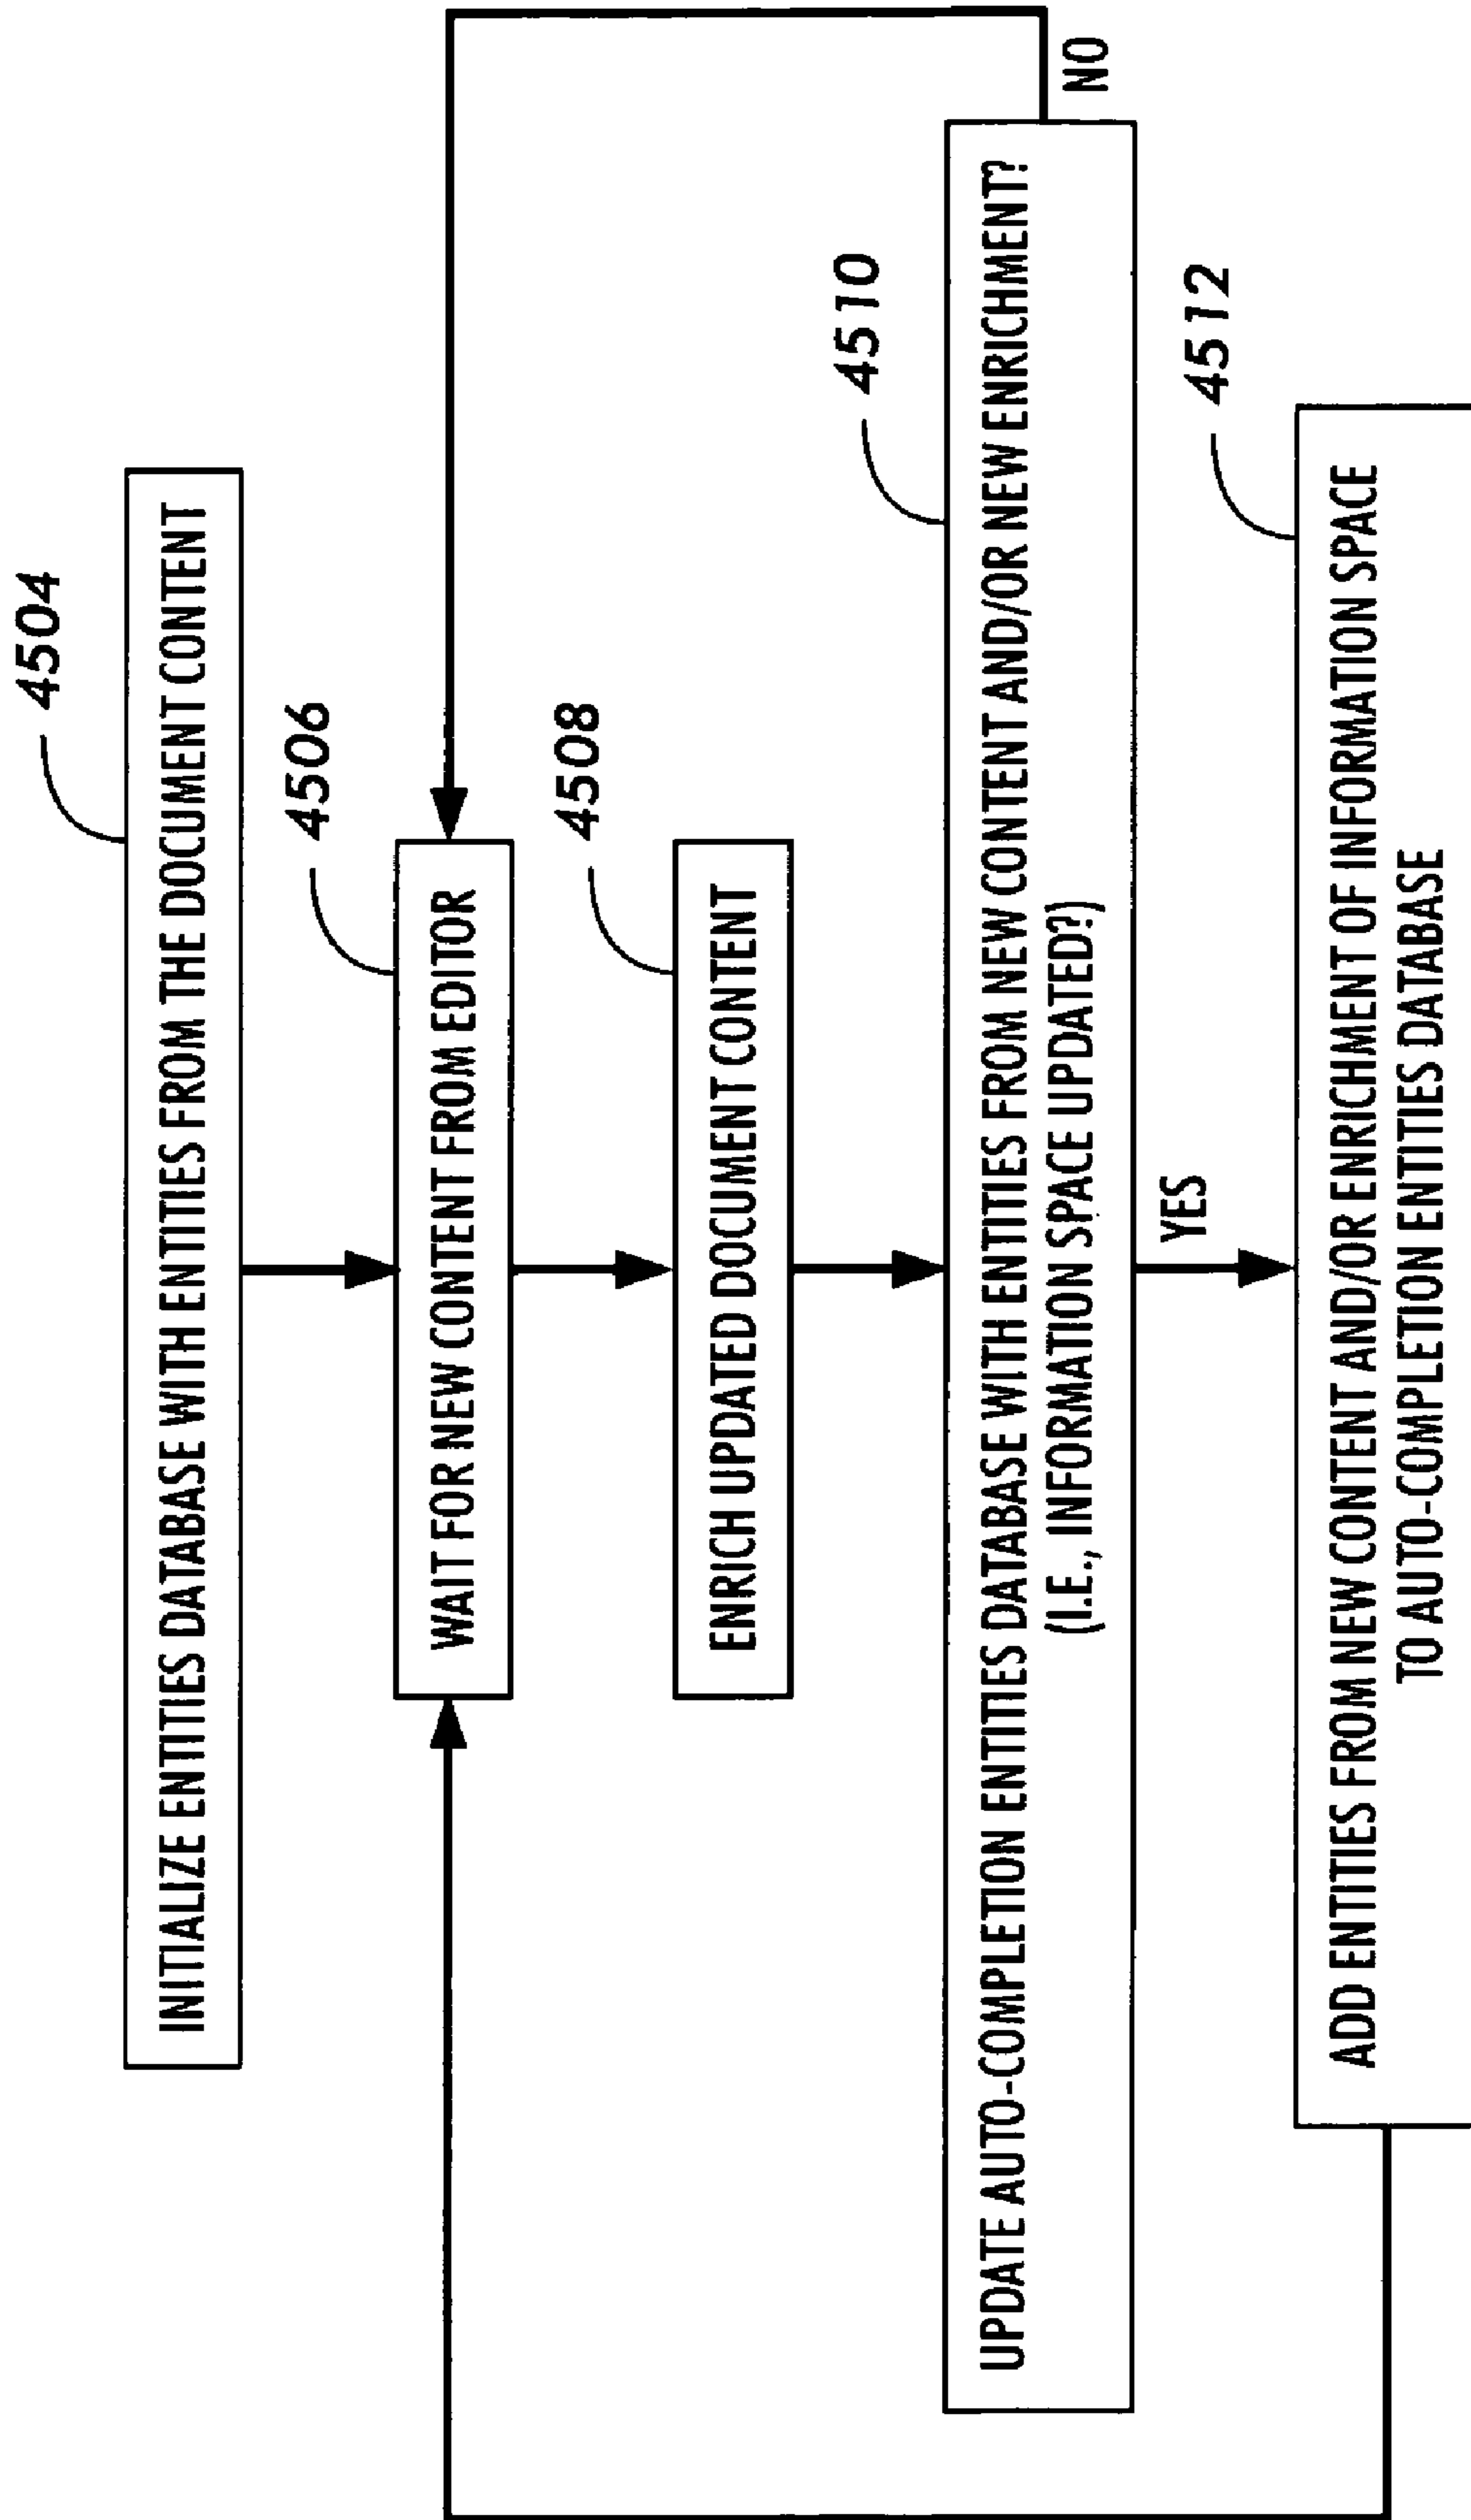 4504
INITIALIZE ENTITIES DATABASE WITH ENTITIES FROM THE DOCUMENT CONTENT
4506
WAIT FOR NEW CONTENT FROM EDITOR
4508
ENRICH UPDATED DOCUMENT CONTENT
4510
UPDATE AUTO-COMPLETION ENTITIES DATABASE WITH ENTITIES FROM NEW CONTENT AND/OR NEW ENRICHMENT?
(I.E., INFORMATION SPACE UPDATED?)
NO
YES
4512
ADD ENTITIES FROM NEW CONTENT AND/OR ENRICHMENT OF INFORMATION SPACE
TO AUTO-COMPLETION ENTITIES DATABASE